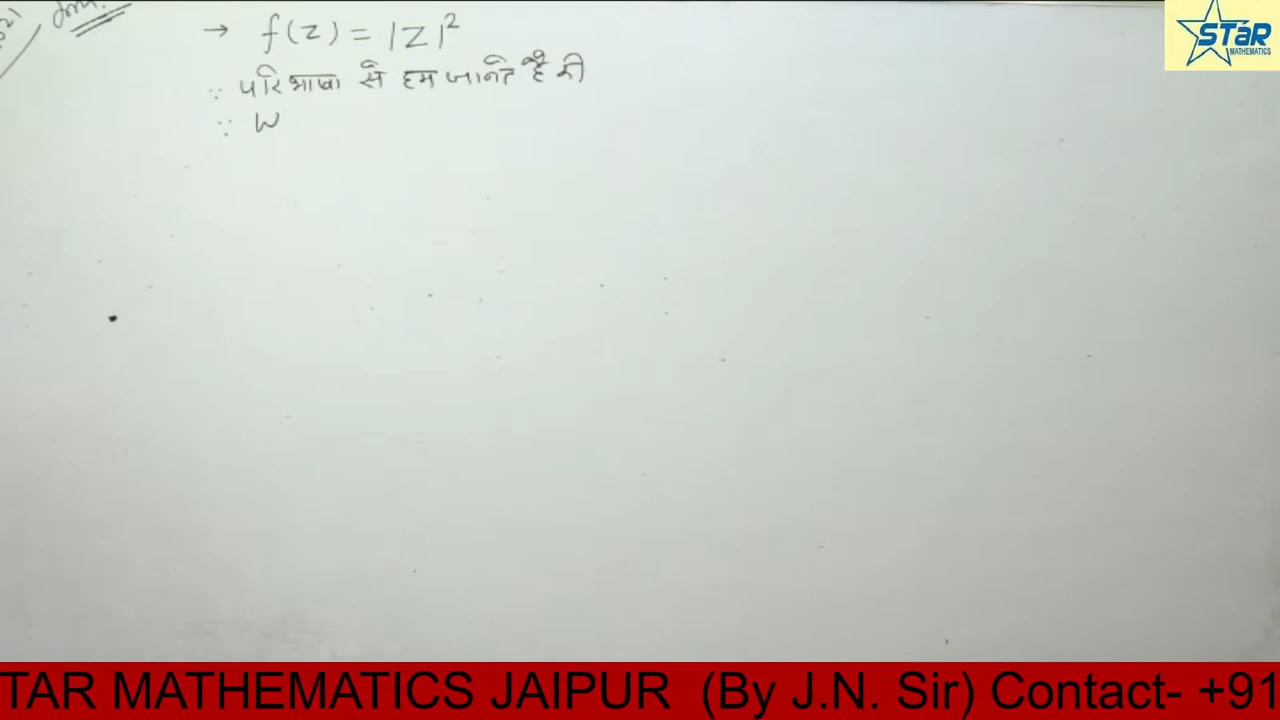 → f(z) = |z|²
∵ परिभाषा से हम जानते है की
∵ W
STAR
MATHEMATICS
TAR MATHEMATICS JAIPUR (By J.N. Sir) Contact- +91